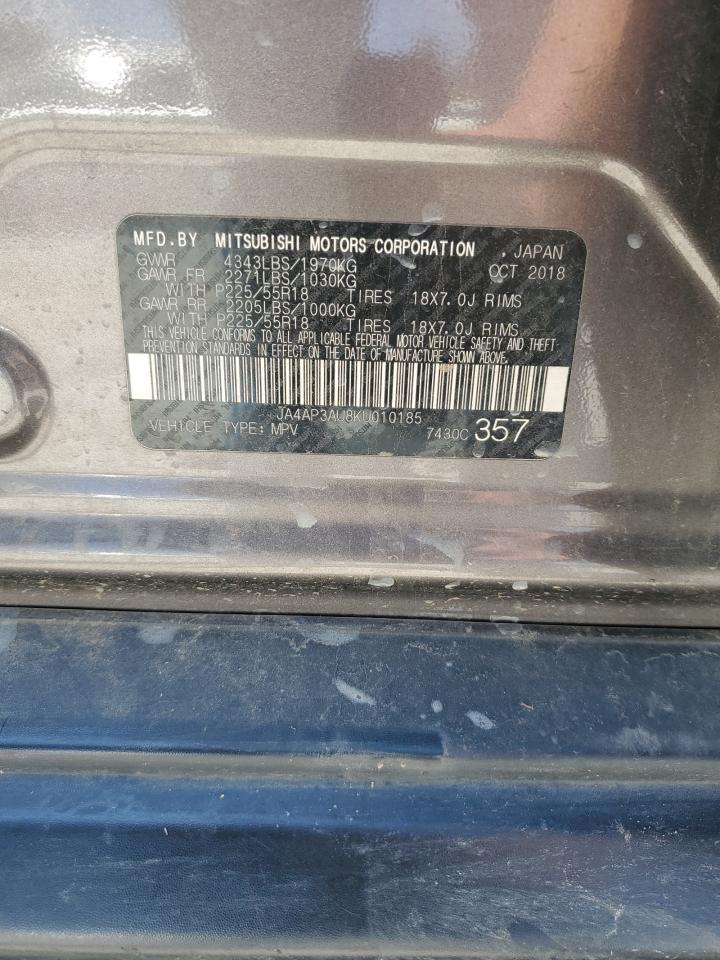 MFD.BY MITSUBISHI MOTORS CORPORATION , JAPAN
GVWR 4343LBS/1970KG OCT 2018
GAWR FR 2271LBS/1030KG
WITH P225/55R18 TIRES 18X7.0J RIMS
GAWR RR 2205LBS/1000KG
WITH P225/55R18 TIRES 18X7.0J RIMS
THIS VEHICLE CONFORMS TO ALL APPLICABLE FEDERAL MOTOR VEHICLE SAFETY AND THEFT
PREVENTION STANDARDS IN EFFECT ON THE DATE OF MANUFACTURE SHOWN ABOVE.
JA4AP3AU8KU010185
VEHICLE TYPE: MPV 7430C 357